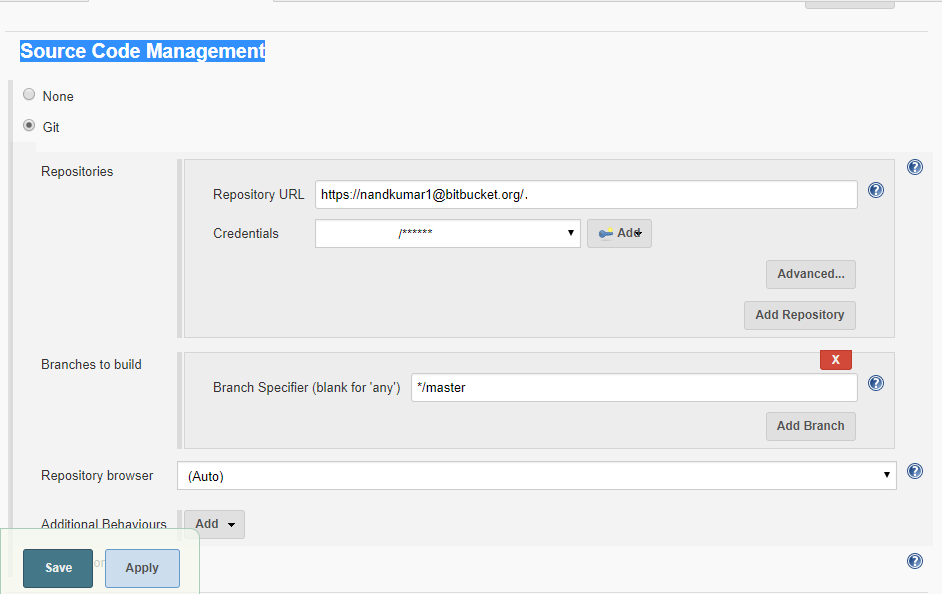 Source Code Management
None
Git
Repositories
Repository URL https://nandkumar1@bitbucket.org/.
Credentials /****** Add
Advanced...
Add Repository
Branches to build X
Branch Specifier (blank for 'any') */master
Add Branch
Repository browser (Auto)
Additional Behaviours Add
Save Apply